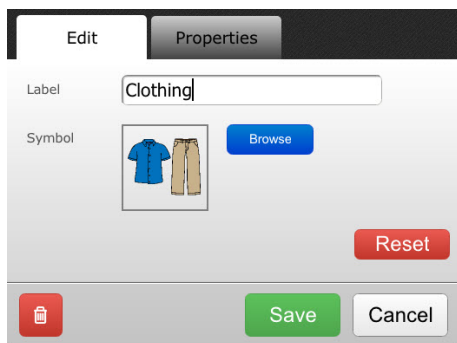 Edit Properties
Label Clothing
Symbol Browse
Reset
Save Cancel